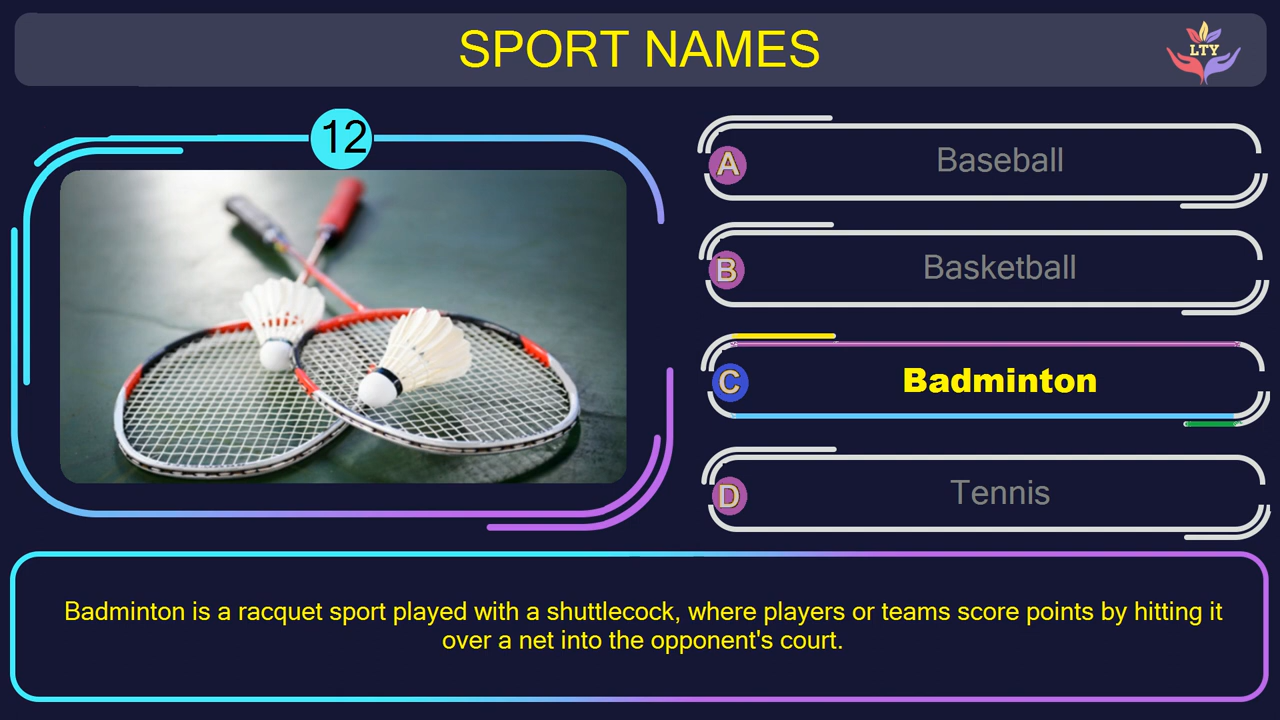 SPORT NAMES
LTY
12
A
Baseball
B
Basketball
C
Badminton
D
Tennis
Badminton is a racquet sport played with a shuttlecock, where players or teams score points by hitting it
over a net into the opponent's court.